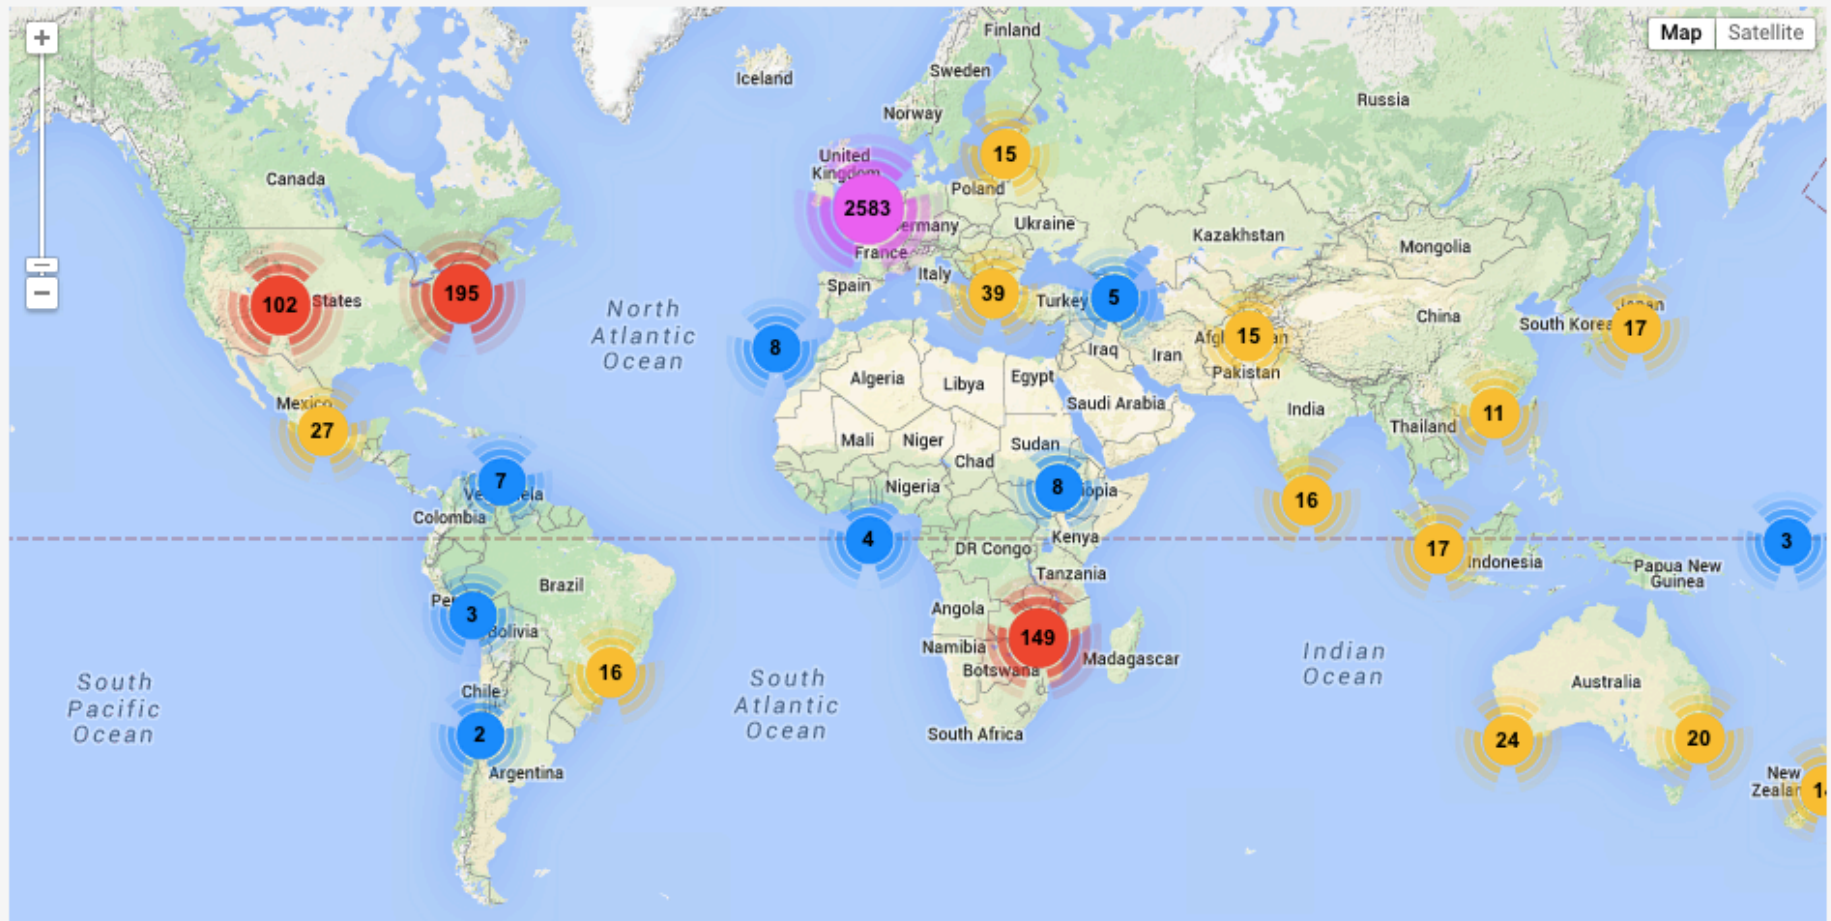 +
Map
Satellite
Finland
Iceland
Sweden
Russia
Norway
15
United
Kingdom
Canada
Poland
2583
Ukraine
Germany
Kazakhstan
Mongolia
France
Italy
Spain
102
States
195
39
Turkey
5
Japan
China
South Korea
17
North
Atlantic
Ocean
8
15
Iraq
Iran
Pakistan
Algeria
Libya
Egypt
Saudi Arabia
India
Mexico
27
11
Thailand
Mali
Niger
Sudan
Chad
7
Nigeria
8
16
Colombia
4
DR Congo
Kenya
17
Indonesia
3
Papua New
Guinea
Brazil
Tanzania
Angola
3
Bolivia
149
Namibia
Botswana
Madagascar
Indian
Ocean
16
Australia
South
Pacific
Ocean
Chile
South
Atlantic
Ocean
2
South Africa
24
20
Argentina
New
Zealan
−